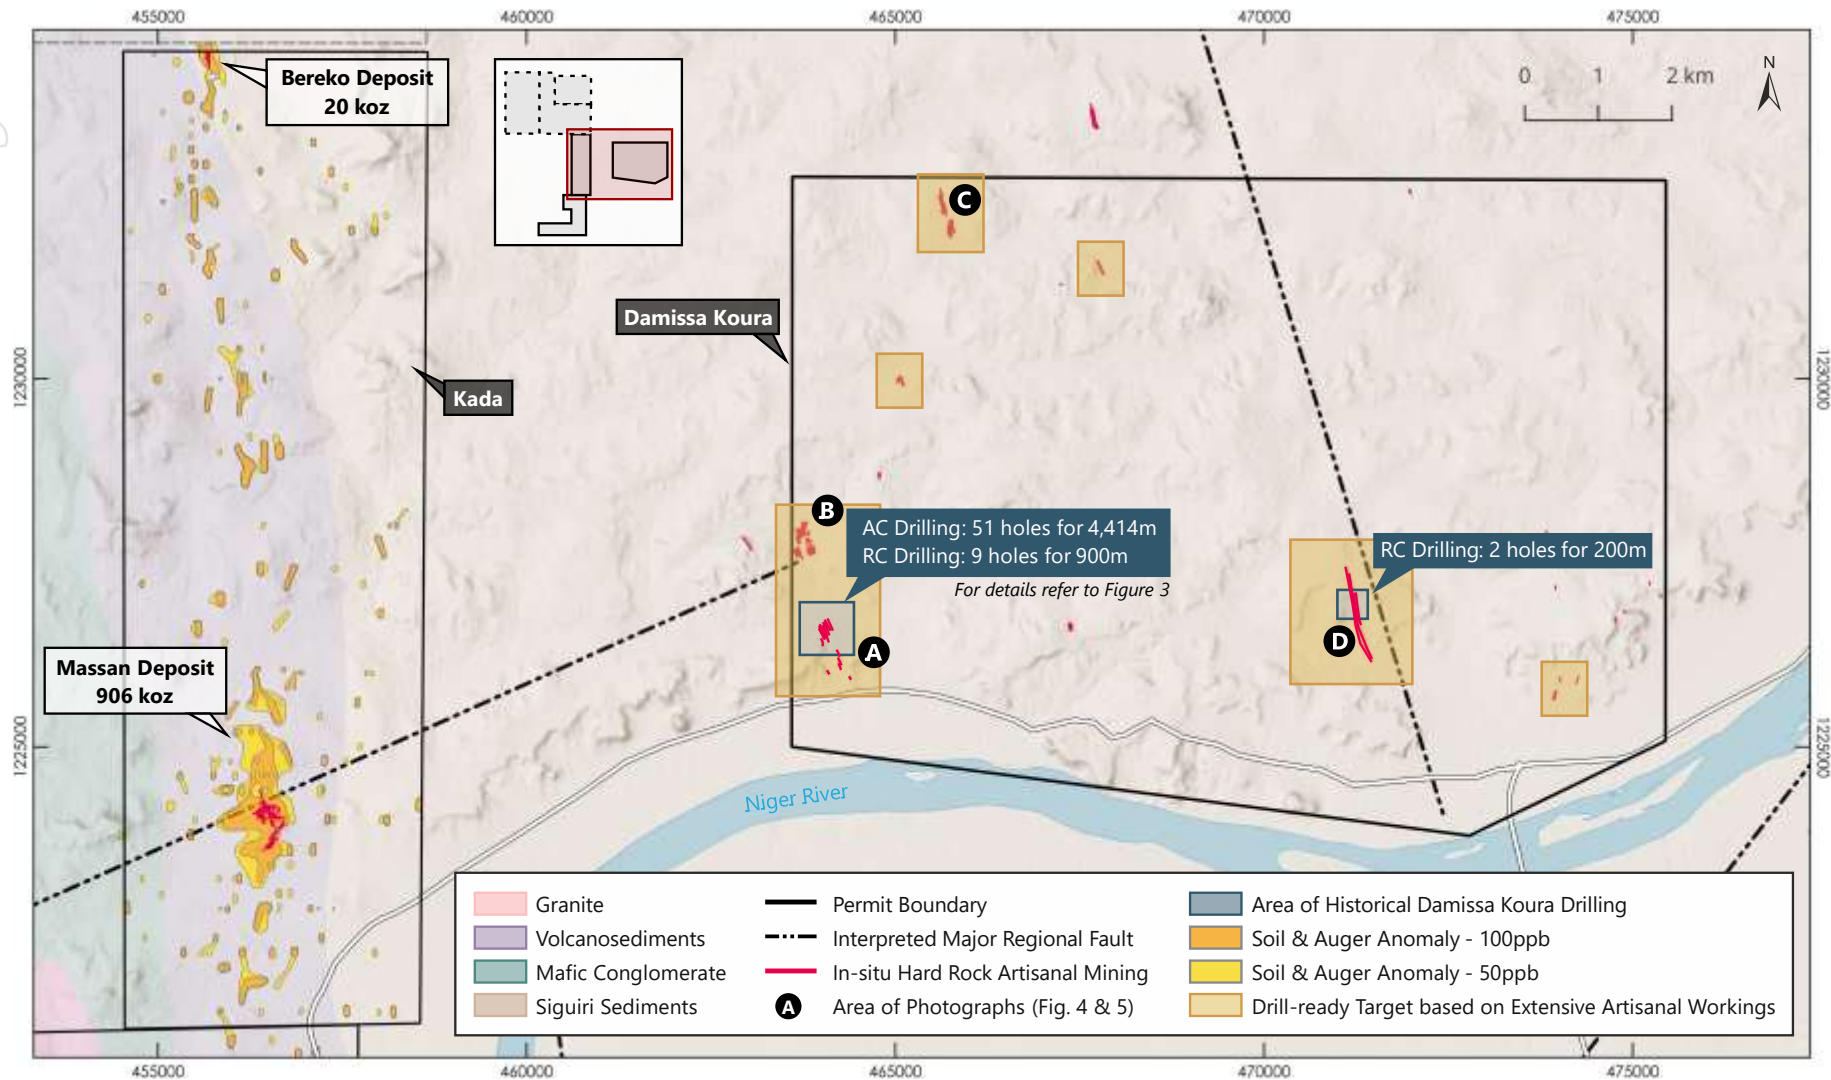 455000
460000
465000
470000
475000
Bereko Deposit
20 koz
0 1 2 km
N
C
Damissa Koura
Kada
1230000
1230000
B
AC Drilling: 51 holes for 4,414m
RC Drilling: 9 holes for 900m
For details refer to Figure 3
RC Drilling: 2 holes for 200m
A
D
Massan Deposit
906 koz
1225000
1225000
Niger River
Granite
Volcanosediments
Mafic Conglomerate
Siguiri Sediments
Permit Boundary
Interpreted Major Regional Fault
In-situ Hard Rock Artisanal Mining
A Area of Photographs (Fig. 4 & 5)
Area of Historical Damissa Koura Drilling
Soil & Auger Anomaly - 100ppb
Soil & Auger Anomaly - 50ppb
Drill-ready Target based on Extensive Artisanal Workings
455000
460000
465000
470000
475000